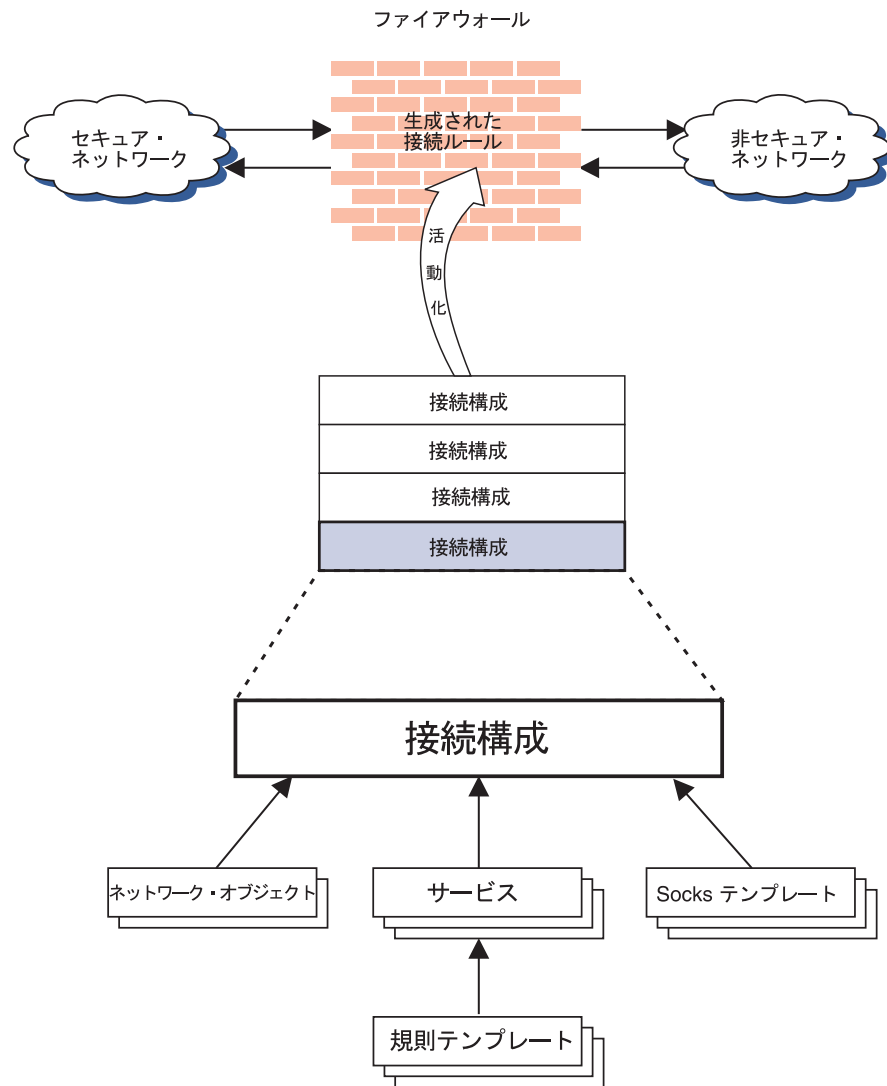 ファイアウォール
セキュア・
ネットワーク
生成された
接続ルール
非セキュア・
ネットワーク
活
動
化
接続構成
接続構成
接続構成
接続構成
接続構成
ネットワーク・オブジェクト
サービス
Socks テンプレート
規則テンプレート